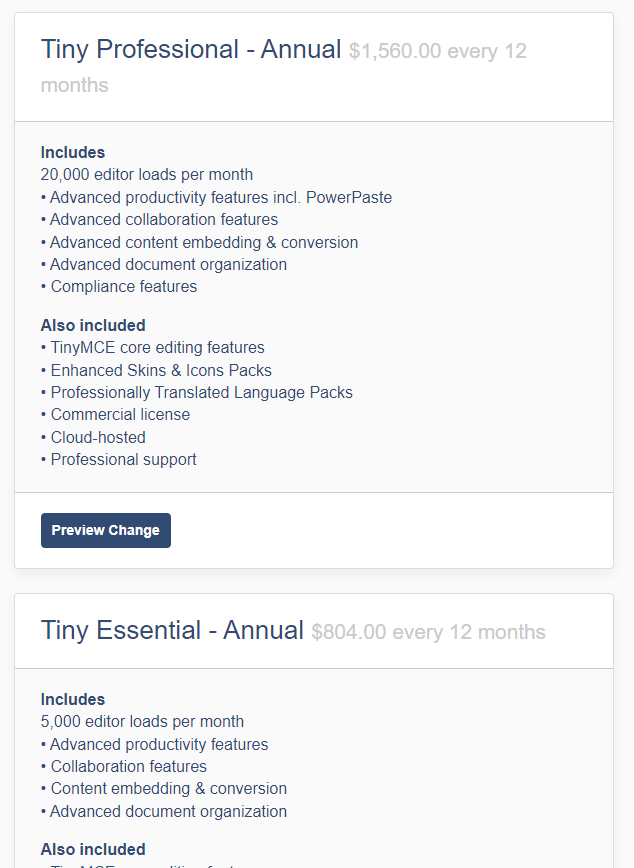 Tiny Professional - Annual $1,560.00 every 12
months
Includes
20,000 editor loads per month
• Advanced productivity features incl. PowerPaste
• Advanced collaboration features
• Advanced content embedding & conversion
• Advanced document organization
• Compliance features
Also included
• TinyMCE core editing features
• Enhanced Skins & Icons Packs
• Professionally Translated Language Packs
• Commercial license
• Cloud-hosted
• Professional support
Preview Change
Tiny Essential - Annual $804.00 every 12 months
Includes
5,000 editor loads per month
• Advanced productivity features
• Collaboration features
• Content embedding & conversion
• Advanced document organization
Also included